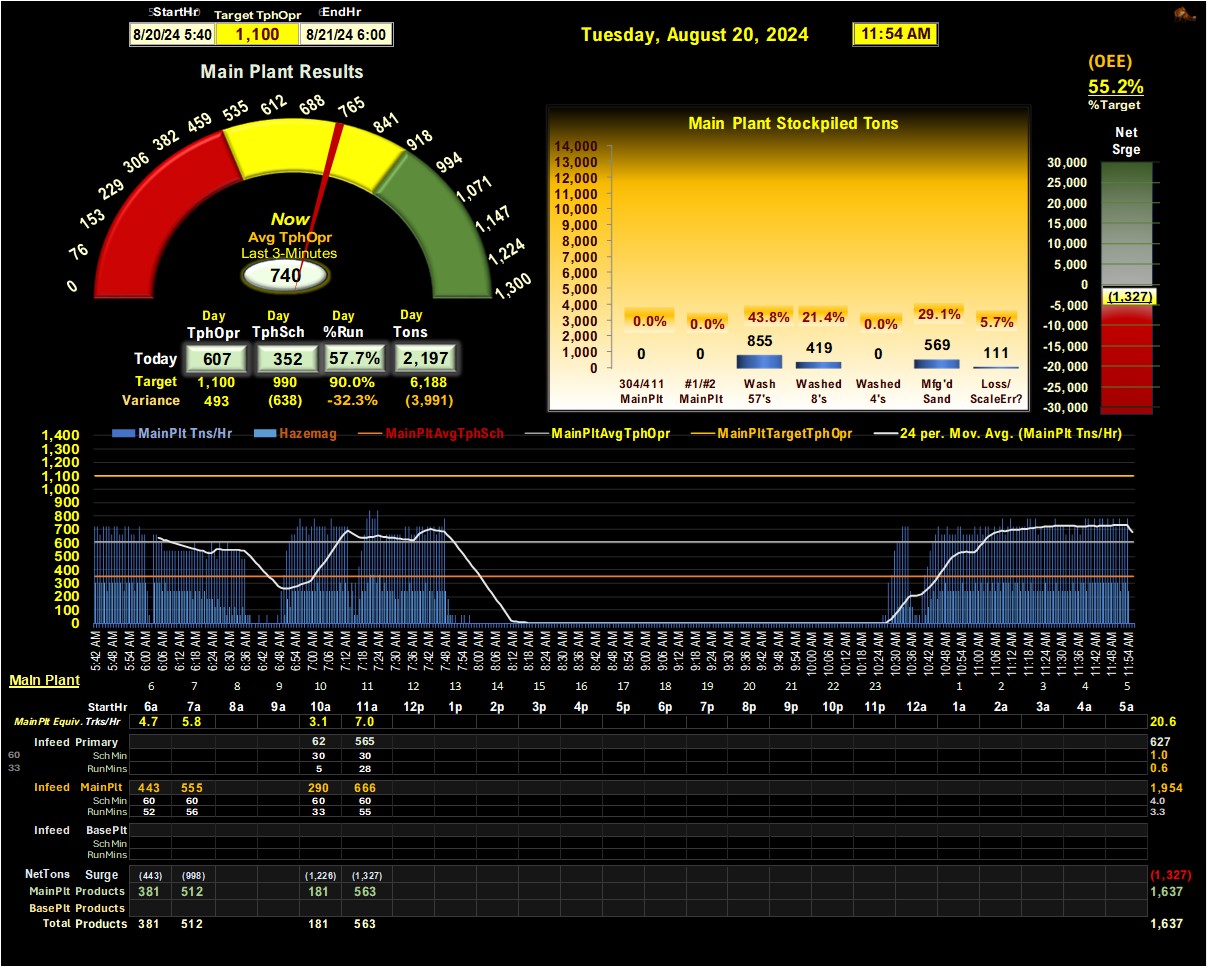 StartHr Target TphOpr EndHr
8/20/24 5:40 1,100 8/21/24 6:00
Tuesday, August 20, 2024 11:54 AM
(OEE)
55.2%
%Target
Main Plant Results
0 76 153 229 306 382 459 535 612 688 765 841 918 994 1,071 1,147 1,224 1,300
Now
Avg TphOpr
Last 3-Minutes
740
Day Day Day Day
TphOpr TphSch %Run Tons
Today 607 352 57.7% 2,197
Target 1,100 990 90.0% 6,188
Variance 493 (638) -32.3% (3,991)
Main Plant Stockpiled Tons
14,000
13,000
12,000
11,000
10,000
9,000
8,000
7,000
6,000
5,000
4,000
3,000
2,000
1,000
0
0.0% 0.0% 43.8% 21.4% 0.0% 29.1% 5.7%
0 0 855 419 0 569 111
304/411 #1/#2 Wash Washed Washed Mfg'd Loss/
MainPlt MainPlt 57's 8's 4's Sand ScaleErr?
Net
Srge
30,000
25,000
20,000
15,000
10,000
5,000
0
(1,327)
-5,000
-10,000
-15,000
-20,000
-25,000
-30,000
MainPlt Tns/Hr Hazemag MainPltAvgTphSch MainPltAvgTphOpr MainPltTargetTphOpr 24 per. Mov. Avg. (MainPlt Tns/Hr)
1,400
1,300
1,200
1,100
1,000
900
800
700
600
500
400
300
200
100
0
5:42 AM 5:48 AM 5:54 AM 6:00 AM 6:06 AM 6:12 AM 6:18 AM 6:24 AM 6:30 AM 6:36 AM 6:42 AM 6:48 AM 6:54 AM 7:00 AM 7:06 AM 7:12 AM 7:18 AM 7:24 AM 7:30 AM 7:36 AM 7:42 AM 7:48 AM 7:54 AM 8:00 AM 8:06 AM 8:12 AM 8:18 AM 8:24 AM 8:30 AM 8:36 AM 8:42 AM 8:48 AM 8:54 AM 9:00 AM 9:06 AM 9:12 AM 9:18 AM 9:24 AM 9:30 AM 9:36 AM 9:42 AM 9:48 AM 9:54 AM 10:00 AM 10:06 AM 10:12 AM 10:18 AM 10:24 AM 10:30 AM 10:36 AM 10:42 AM 10:48 AM 10:54 AM 11:00 AM 11:06 AM 11:12 AM 11:18 AM 11:24 AM 11:30 AM 11:36 AM 11:42 AM 11:48 AM 11:54 AM
Main Plant 6 7 8 9 10 11 12 13 14 15 16 17 18 19 20 21 22 23 1 2 3 4 5
StartHr 6a 7a 8a 9a 10a 11a 12p 1p 2p 3p 4p 5p 6p 7p 8p 9p 10p 11p 12a 1a 2a 3a 4a 5a
MainPlt Equiv. Trks/Hr 4.7 5.8 3.1 7.0 20.6
Infeed Primary 62 565 627
60 Sch Min 30 30 1.0
33 RunMins 5 28 0.6
Infeed MainPlt 443 555 290 666 1,954
Sch Min 60 60 60 60 4.0
RunMins 52 56 33 55 3.3
Infeed BasePlt
Sch Min
RunMins
NetTons Surge (443) (998) (1,226) (1,327) (1,327)
MainPlt Products 381 512 181 563 1,637
BasePlt Products
Total Products 381 512 181 563 1,637